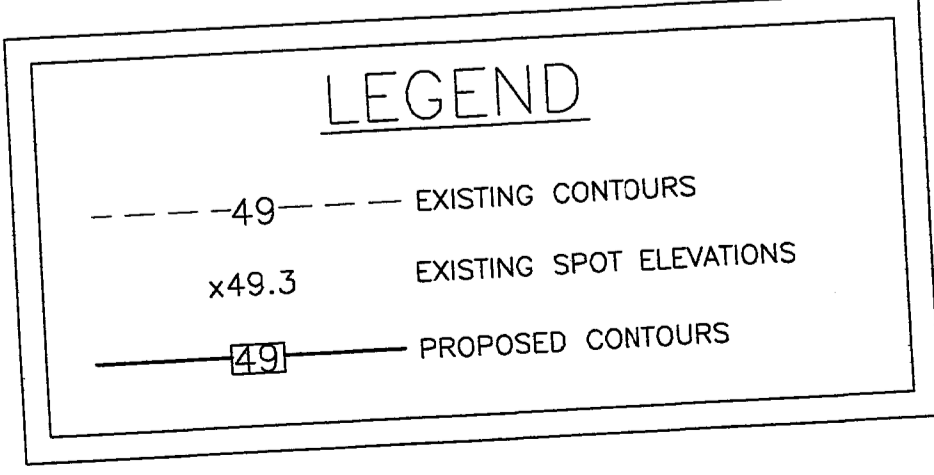 LEGEND
49 EXISTING CONTOURS
x49.3 EXISTING SPOT ELEVATIONS
49 PROPOSED CONTOURS